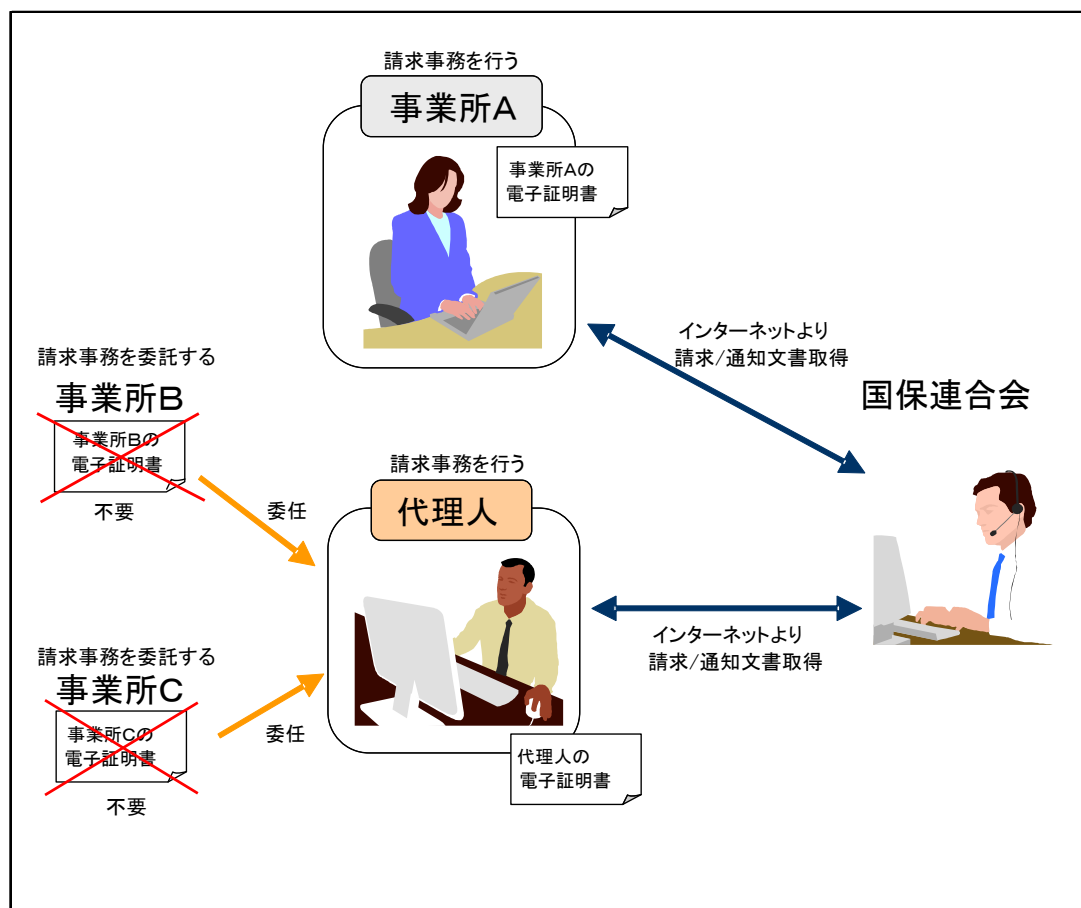 請求事務を行う
事業所A
事業所Aの
電子証明書
インターネットより
請求/通知文書取得
国保連合会
請求事務を委託する
事業所B
事業所Bの
電子証明書
不要
委任
請求事務を行う
代理人
インターネットより
請求/通知文書取得
請求事務を委託する
事業所C
事業所Cの
電子証明書
不要
委任
代理人の
電子証明書